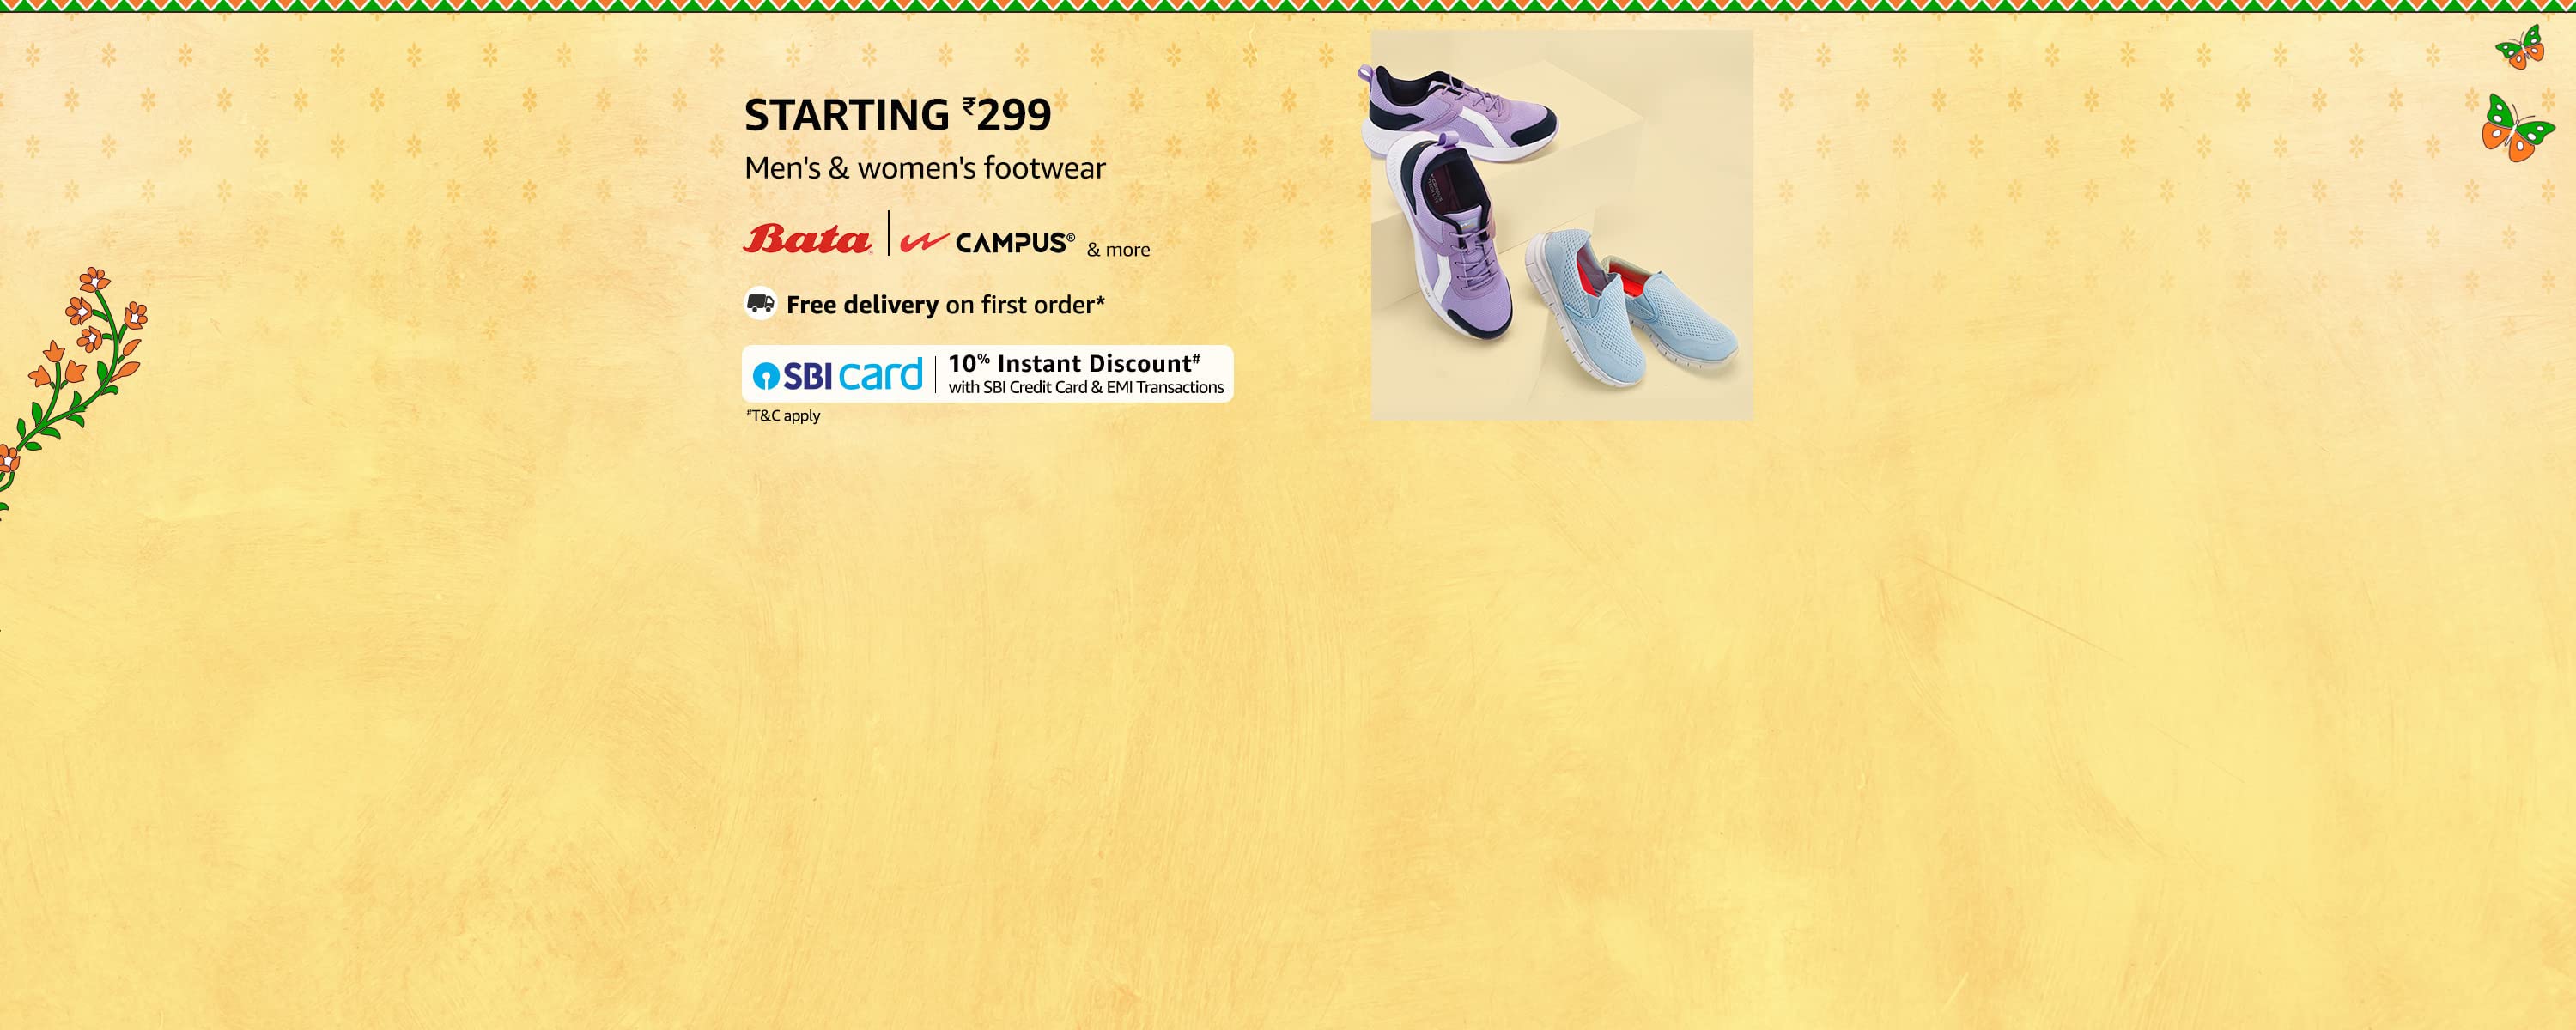 STARTING ₹299
Men's & women's footwear
Bata | CAMPUS® & more
Free delivery on first order*
SBI card | 10% Instant Discount#
with SBI Credit Card & EMI Transactions
#T&C apply